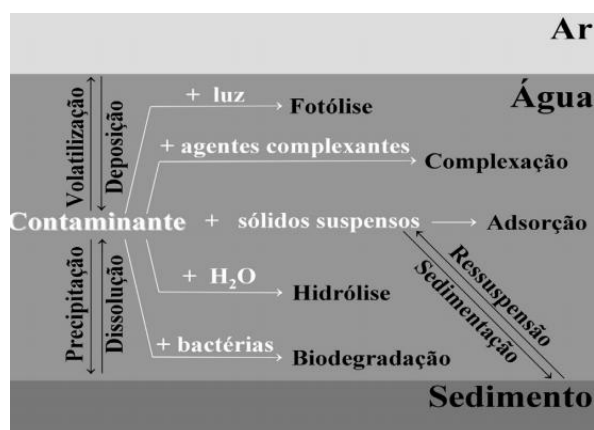 Ar
Água
Volatilização
Deposição
+ luz
Fotólise
+ agentes complexantes
Complexação
Contaminante + sólidos suspensos
Adsorção
Precipitação
Dissolução
+ H₂O
Hidrólise
Ressuspensão
Sedimentação
+ bactérias
Biodegradação
Sedimento